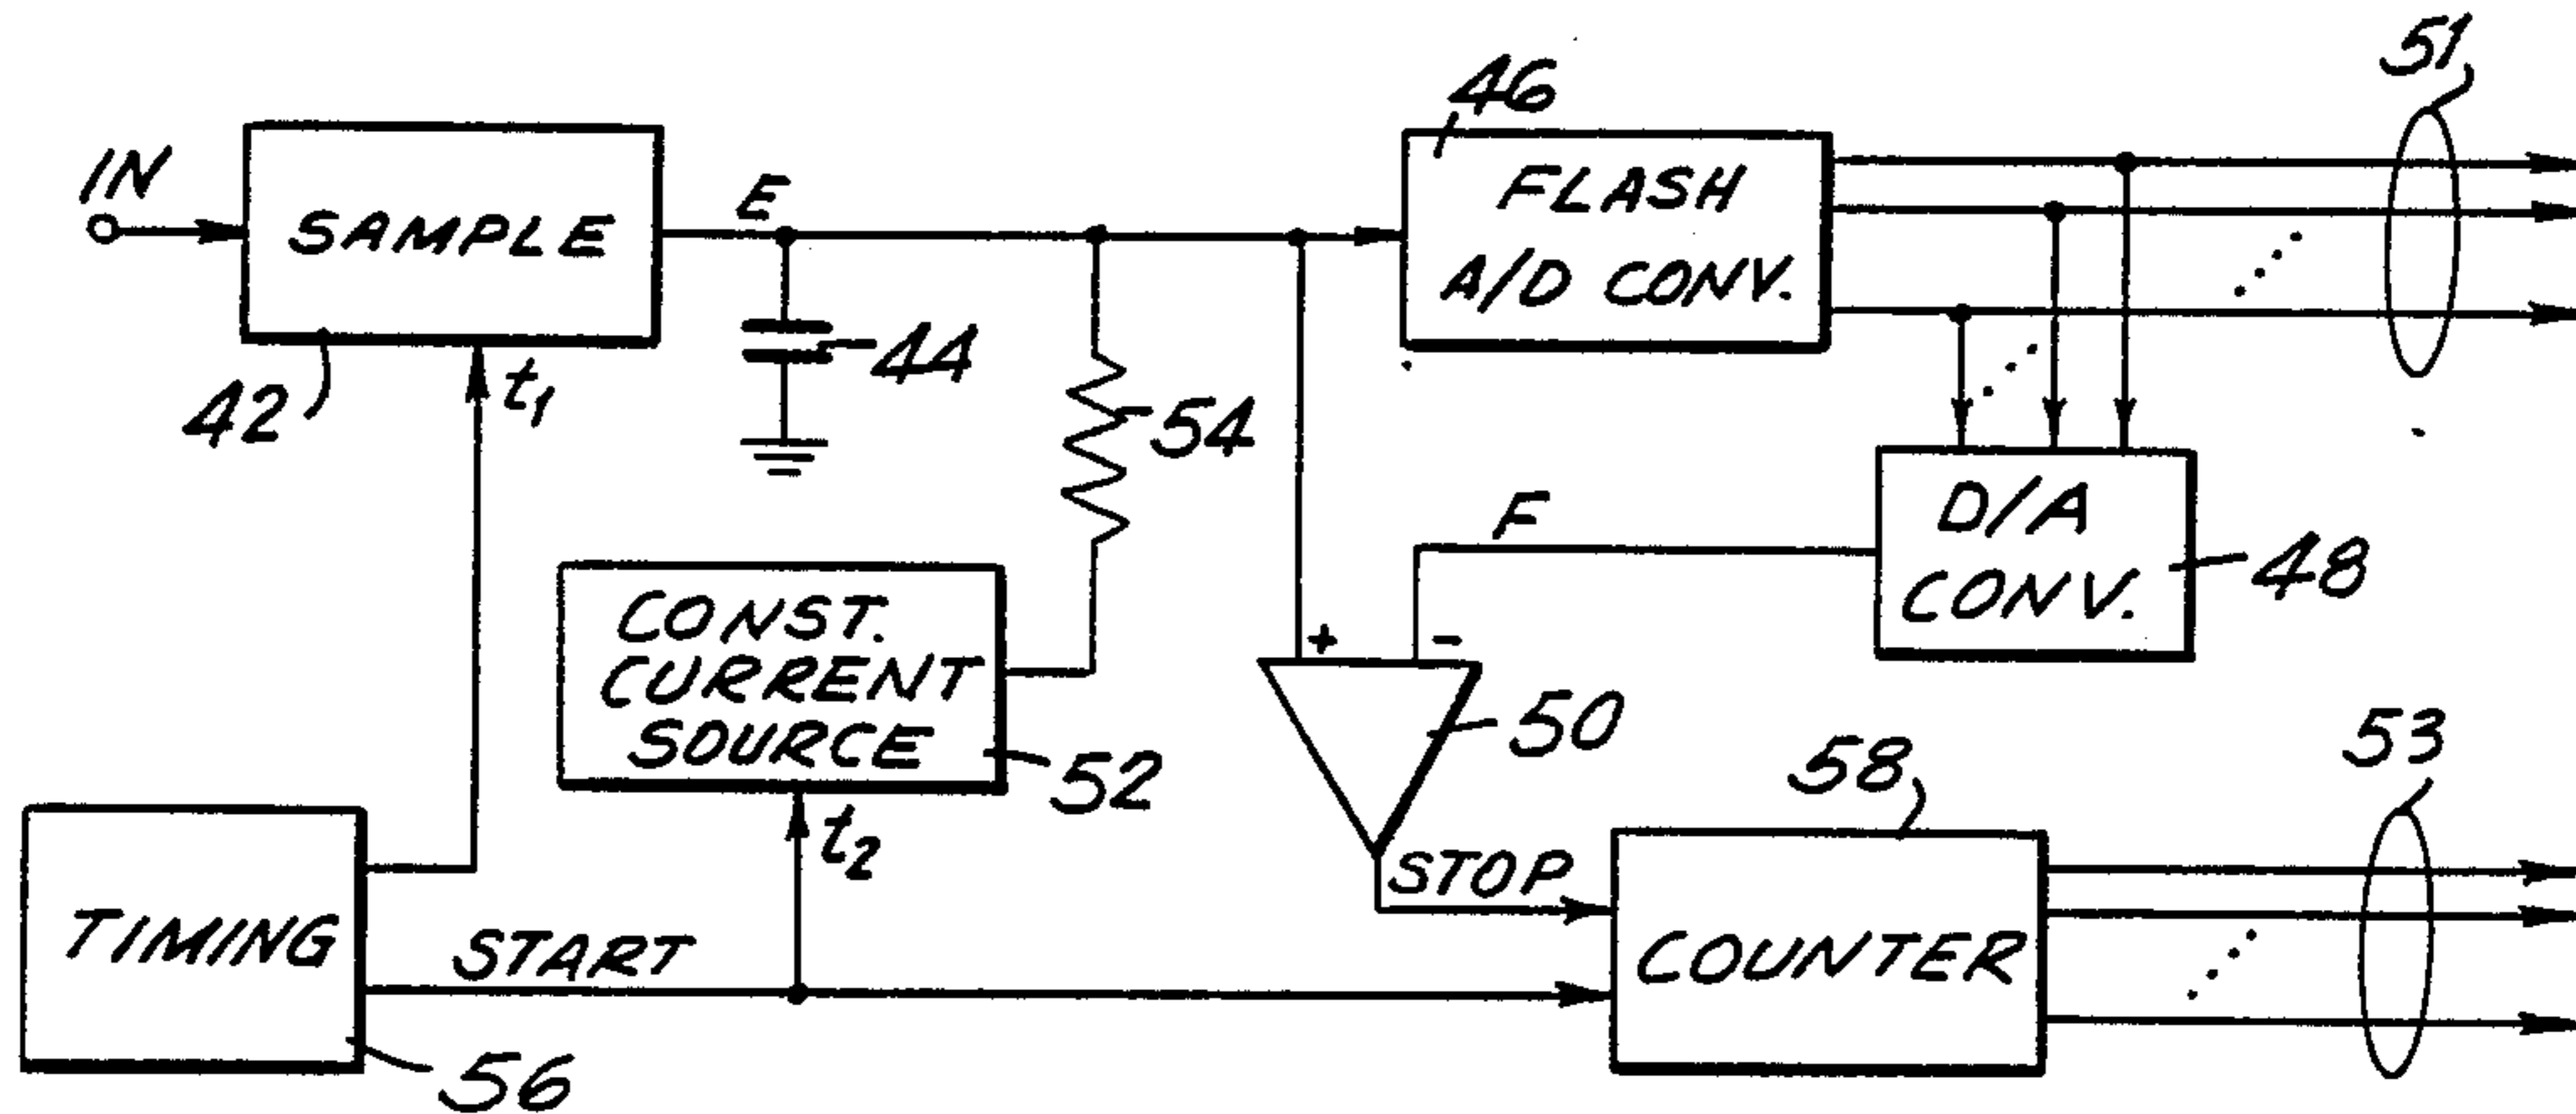 IN
SAMPLE
42
t1
E
44
54
46
FLASH
A/D CONV.
51
D/A
CONV.
48
F
+
-
50
CONST.
CURRENT
SOURCE
52
t2
TIMING
56
START
STOP
58
COUNTER
53